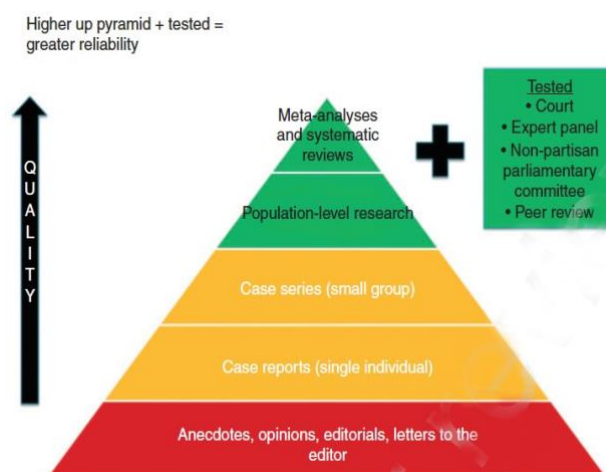 Higher up pyramid + tested =
greater reliability
QUALITY
Meta-analyses
and systematic
reviews
Population-level research
Case series (small group)
Case reports (single individual)
Anecdotes, opinions, editorials, letters to the
editor
Tested
• Court
• Expert panel
• Non-partisan
parliamentary
committee
• Peer review